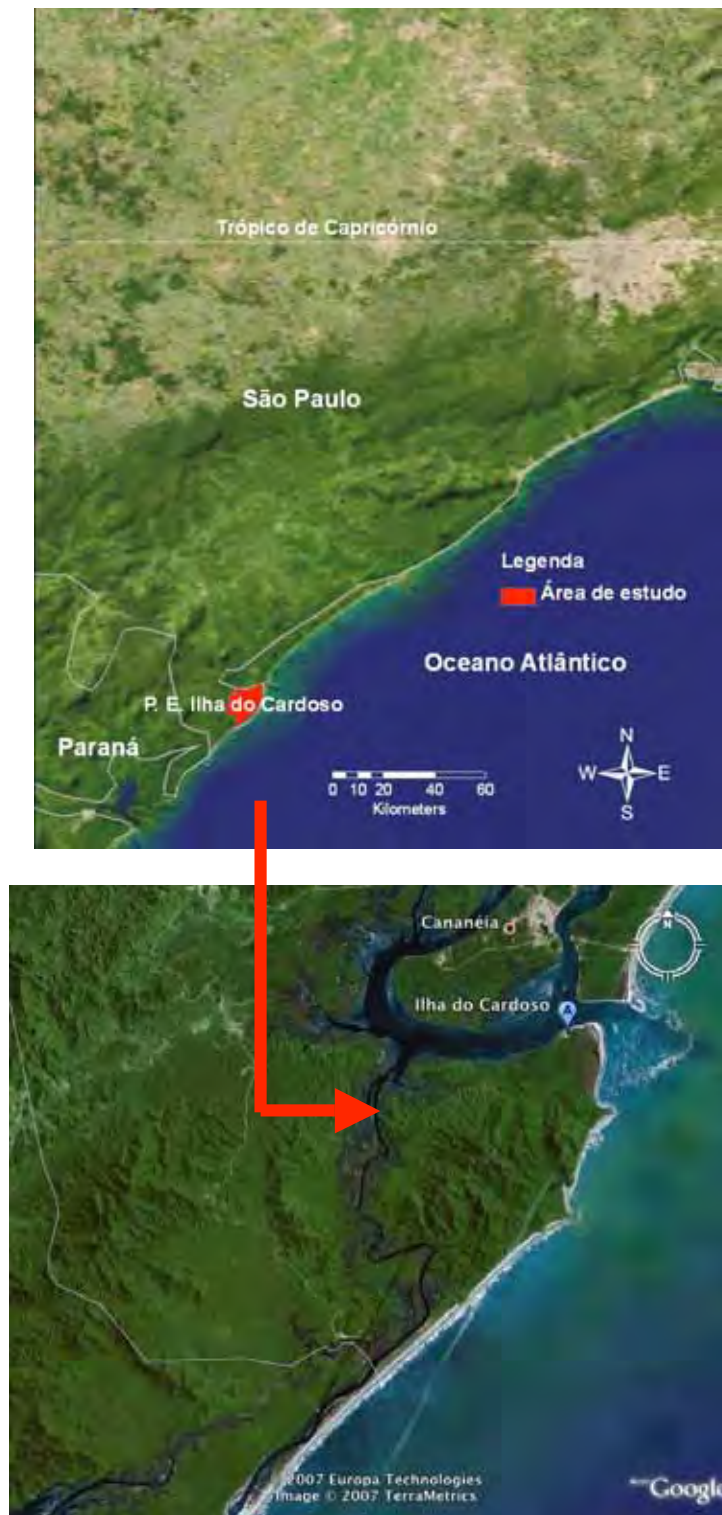 Trópico de Capricórnio
São Paulo
Legenda
Área de estudo
Oceano Atlântico
P. E. Ilha do Cardoso
Paraná
N
W E
S
0 10 20 40 60
Kilometers
Cananéia
N
Ilha do Cardoso
A
2007 Europa Technologies
Image © 2007 TerraMetrics
Google